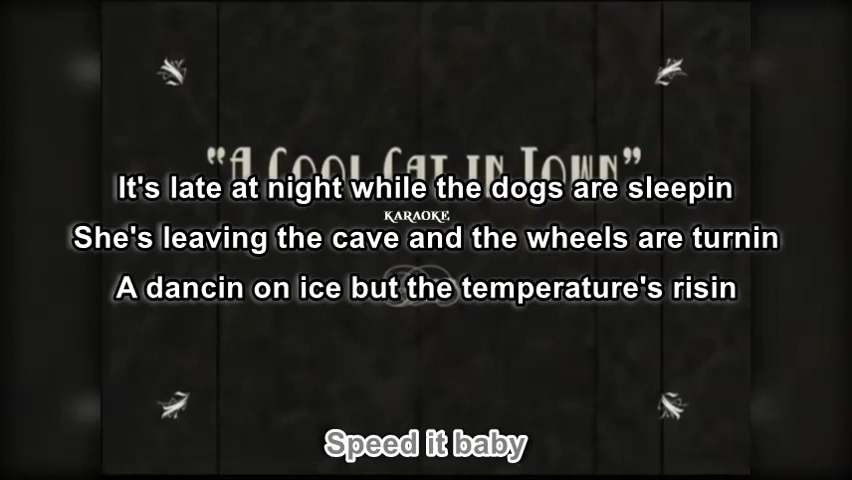 "A Cool Cat in Town"
It's late at night while the dogs are sleepin
KARAOKE
She's leaving the cave and the wheels are turnin
A dancin on ice but the temperature's risin
Speed it baby